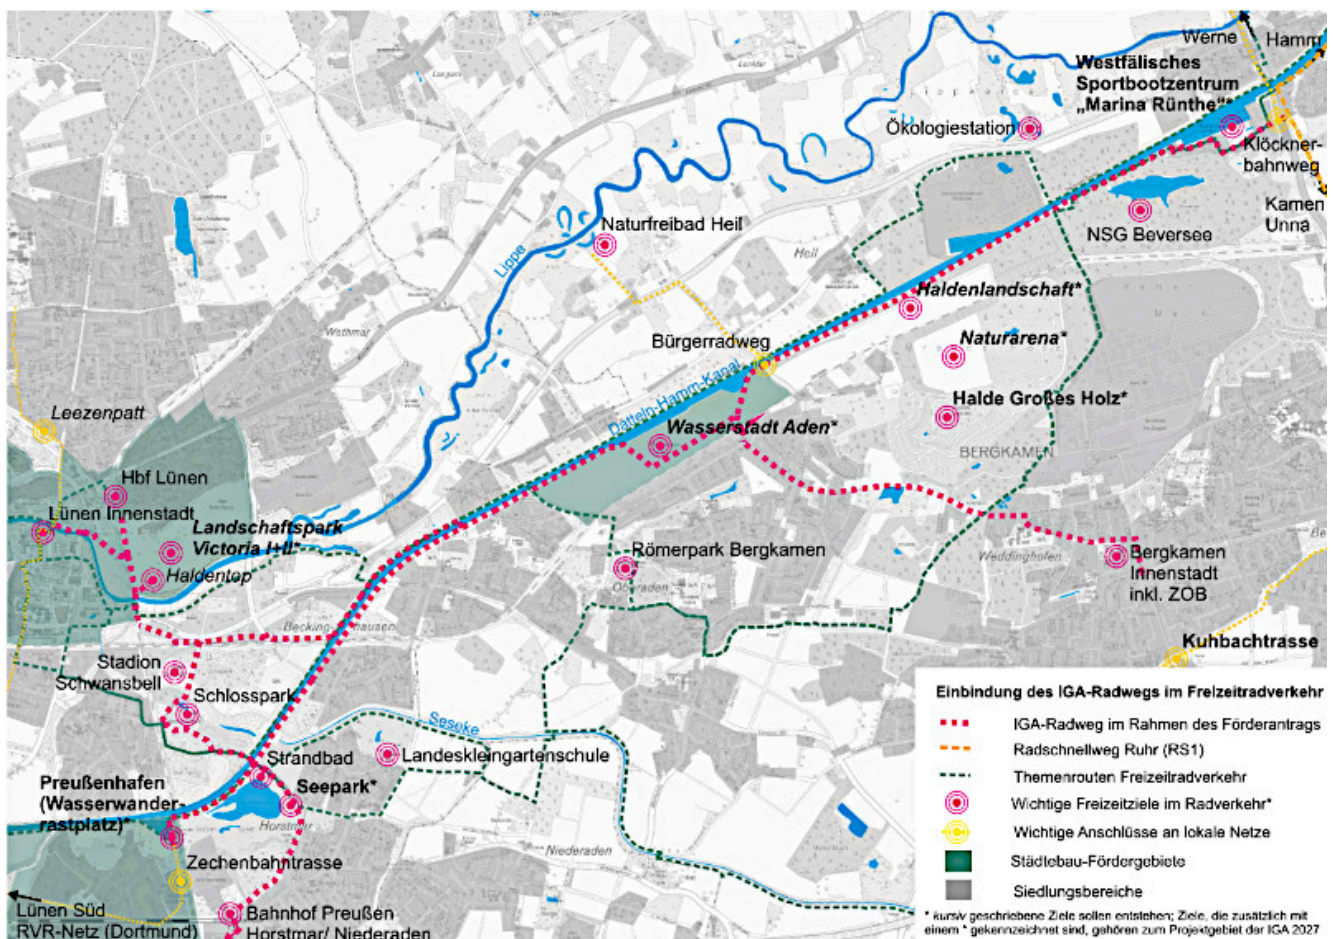 Werne
Hamm
Westfälisches
Sportbootzentrum
„Marina Rünthe"*
Ökologiestation
Klöckner-
bahnweg
Kamen
Unna
NSG Beversee
Naturfreibad Heil
Lippe
Heil
Wethmar
Haldenlandschaft*
Bürgerradweg
Naturarena*
Datteln-Hamm-Kanal
Halde Großes Holz*
Leezenpatt
Wasserstadt Aden*
BERGKAMEN
Hbf Lünen
Lünen Innenstadt
Landschaftspark
Victoria I+II*
Haldentop
Römerpark Bergkamen
Oberaden
Weddinghofen
Bergkamen
Innenstadt
inkl. ZOB
Kuhbachtrasse
Stadion
Schwansbell
Schlosspark
Seseke
Strandbad
Landeskleingartenschule
Seepark*
Preußenhafen
(Wasserwander-
rastplatz)*
Horstmar
Niederaden
Zechenbahntrasse
Lünen Süd
RVR-Netz (Dortmund)
Bahnhof Preußen
Horstmar/ Niederaden
Einbindung des IGA-Radwegs im Freizeitradverkehr
IGA-Radweg im Rahmen des Förderantrags
Radschnellweg Ruhr (RS1)
Themenrouten Freizeitradverkehr
Wichtige Freizeitziele im Radverkehr*
Wichtige Anschlüsse an lokale Netze
Städtebau-Fördergebiete
Siedlungsbereiche
* kursiv geschriebene Ziele sollen entstehen; Ziele, die zusätzlich mit
einem * gekennzeichnet sind, gehören zum Projektgebiet der IGA 2027